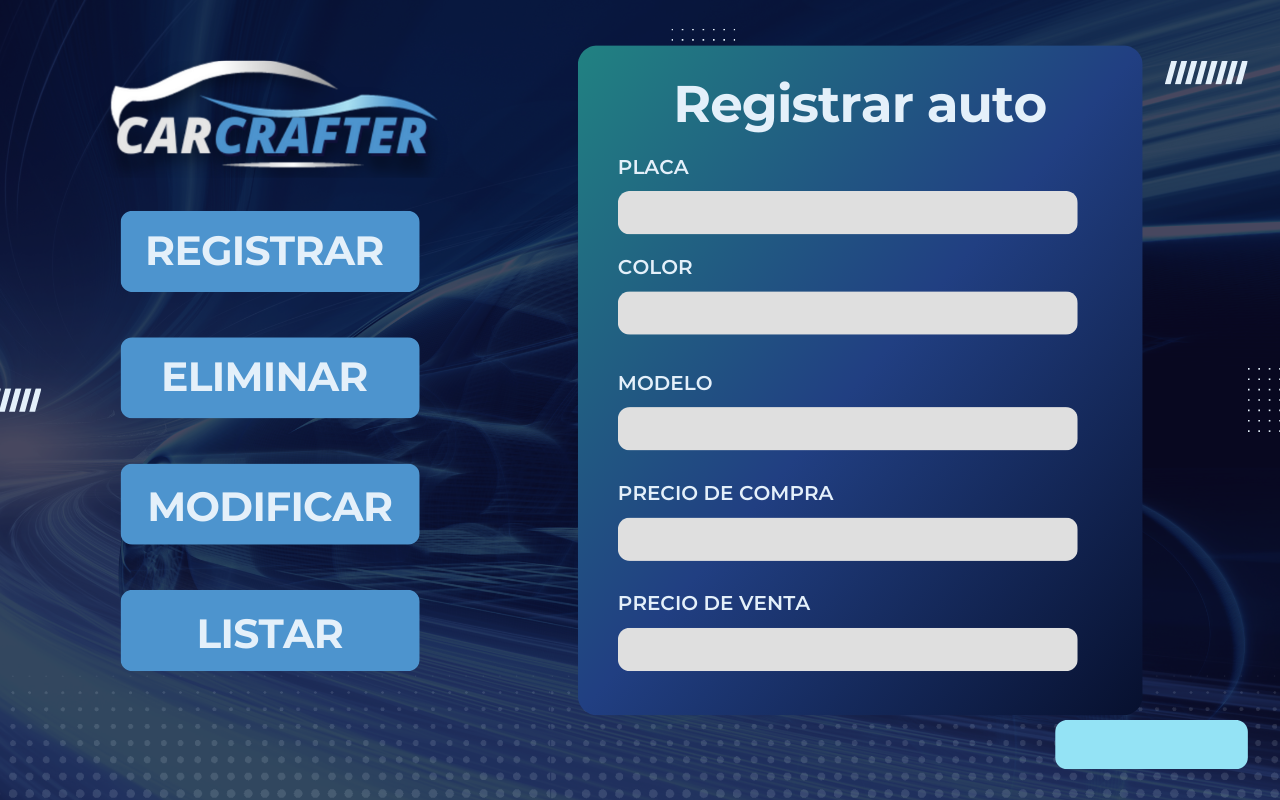 CARCRAFTER
REGISTRAR
ELIMINAR
MODIFICAR
LISTAR
Registrar auto
PLACA
COLOR
MODELO
PRECIO DE COMPRA
PRECIO DE VENTA